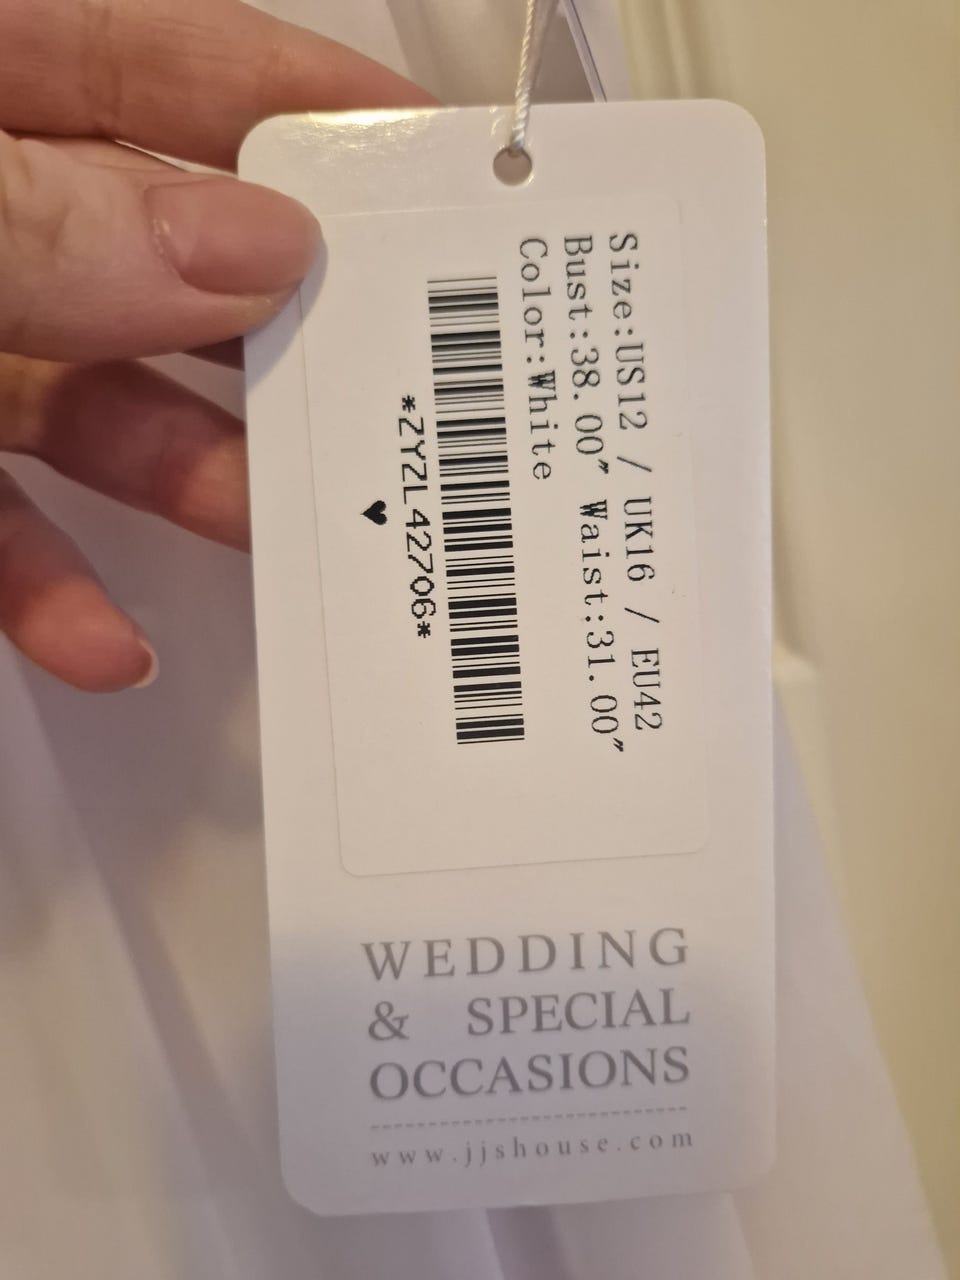 Size:US12 / UK16 / EU42
Bust:38.00" Waist:31.00"
Color:White
*ZYZL42706*
WEDDING
& SPECIAL
OCCASIONS
www.jjshouse.com